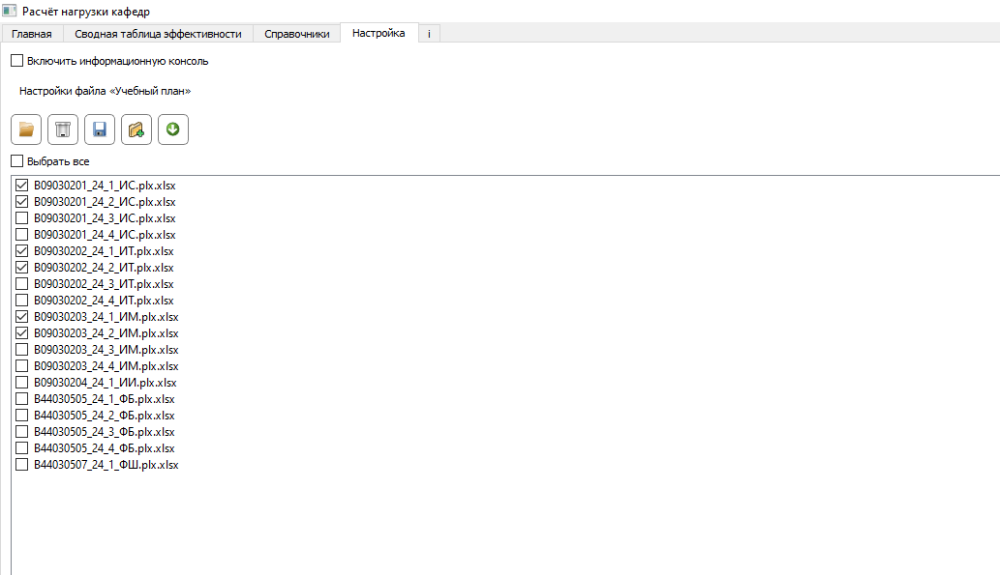 Расчёт нагрузки кафедр
Главная Сводная таблица эффективности Справочники Настройка i
Включить информационную консоль
Настройки файла «Учебный план»
Выбрать все
B09030201_24_1_ИС.plx.xlsx
B09030201_24_2_ИС.plx.xlsx
B09030201_24_3_ИС.plx.xlsx
B09030201_24_4_ИС.plx.xlsx
B09030202_24_1_ИТ.plx.xlsx
B09030202_24_2_ИТ.plx.xlsx
B09030202_24_3_ИТ.plx.xlsx
B09030202_24_4_ИТ.plx.xlsx
B09030203_24_1_ИМ.plx.xlsx
B09030203_24_2_ИМ.plx.xlsx
B09030203_24_3_ИМ.plx.xlsx
B09030203_24_4_ИМ.plx.xlsx
B09030204_24_1_ИИ.plx.xlsx
B44030505_24_1_ФБ.plx.xlsx
B44030505_24_2_ФБ.plx.xlsx
B44030505_24_3_ФБ.plx.xlsx
B44030505_24_4_ФБ.plx.xlsx
B44030507_24_1_ФШ.plx.xlsx